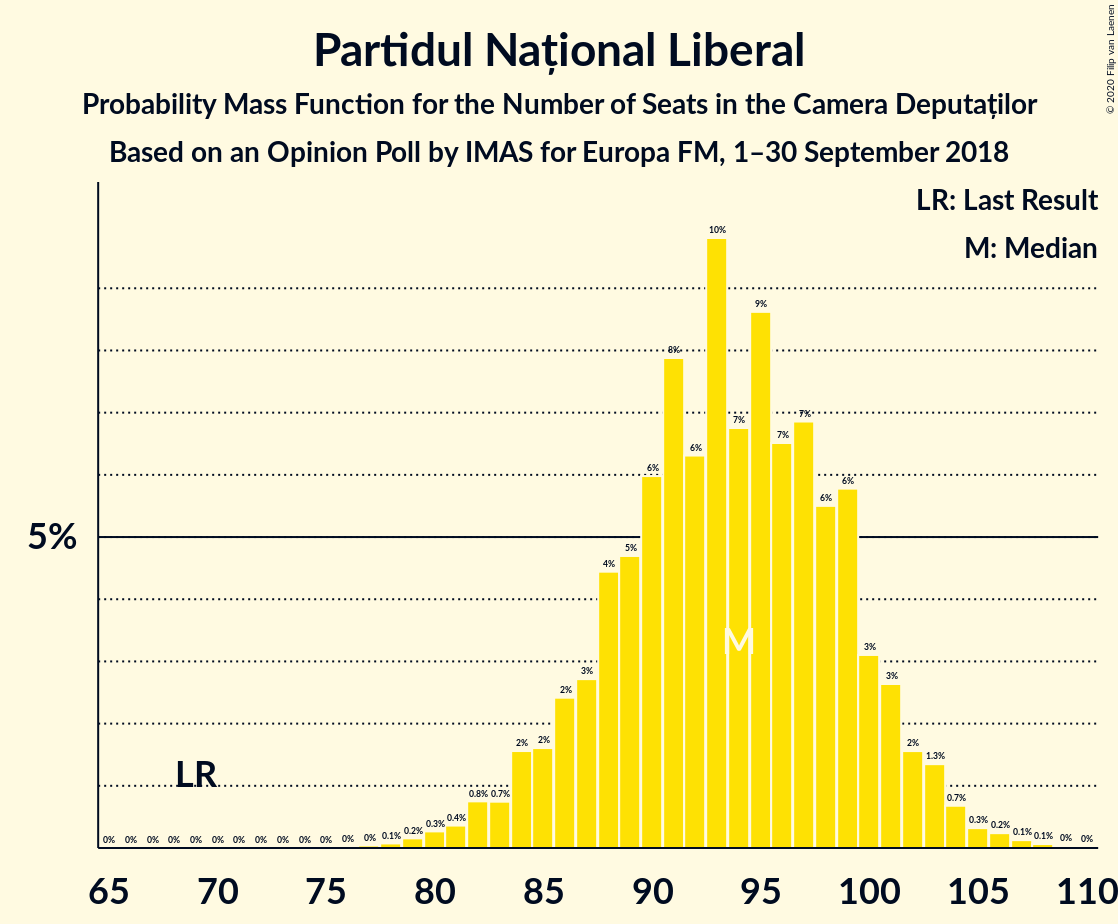 Partidul Național Liberal
Probability Mass Function for the Number of Seats in the Camera Deputaților
Based on an Opinion Poll by IMAS for Europa FM, 1–30 September 2018
© 2020 Filip van Laenen
LR: Last Result
M: Median
5%
LR
M
0% 0% 0% 0% 0% 0% 0% 0% 0% 0% 0% 0% 0% 0.1% 0.2% 0.3% 0.4% 0.8% 0.7% 2% 2% 2% 3% 4% 5% 6% 8% 6% 10% 7% 9% 7% 7% 6% 6% 3% 3% 2% 1.3% 0.7% 0.3% 0.2% 0.1% 0.1% 0% 0%
65 70 75 80 85 90 95 100 105 110